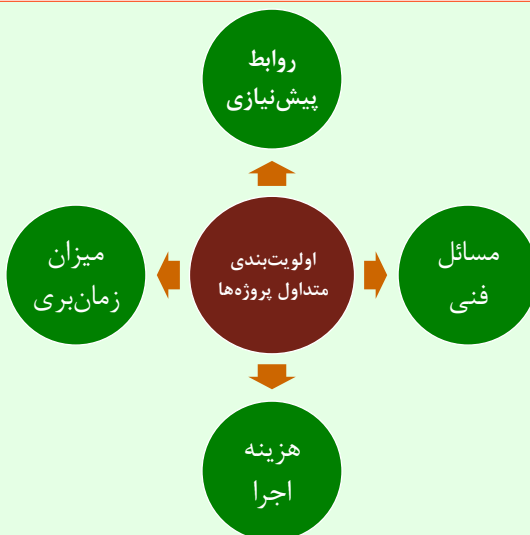 روابط
پیش‌نیازی
مسائل
فنی
اولویت‌بندی
متداول پروژه‌ها
میزان
زمان‌بری
هزینه
اجرا